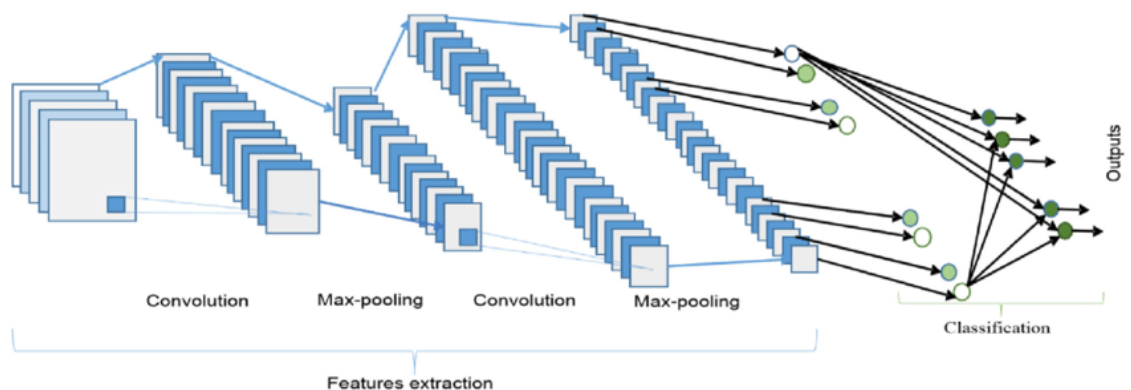 Convolution
Max-pooling
Convolution
Max-pooling
Outputs
Classification
Features extraction